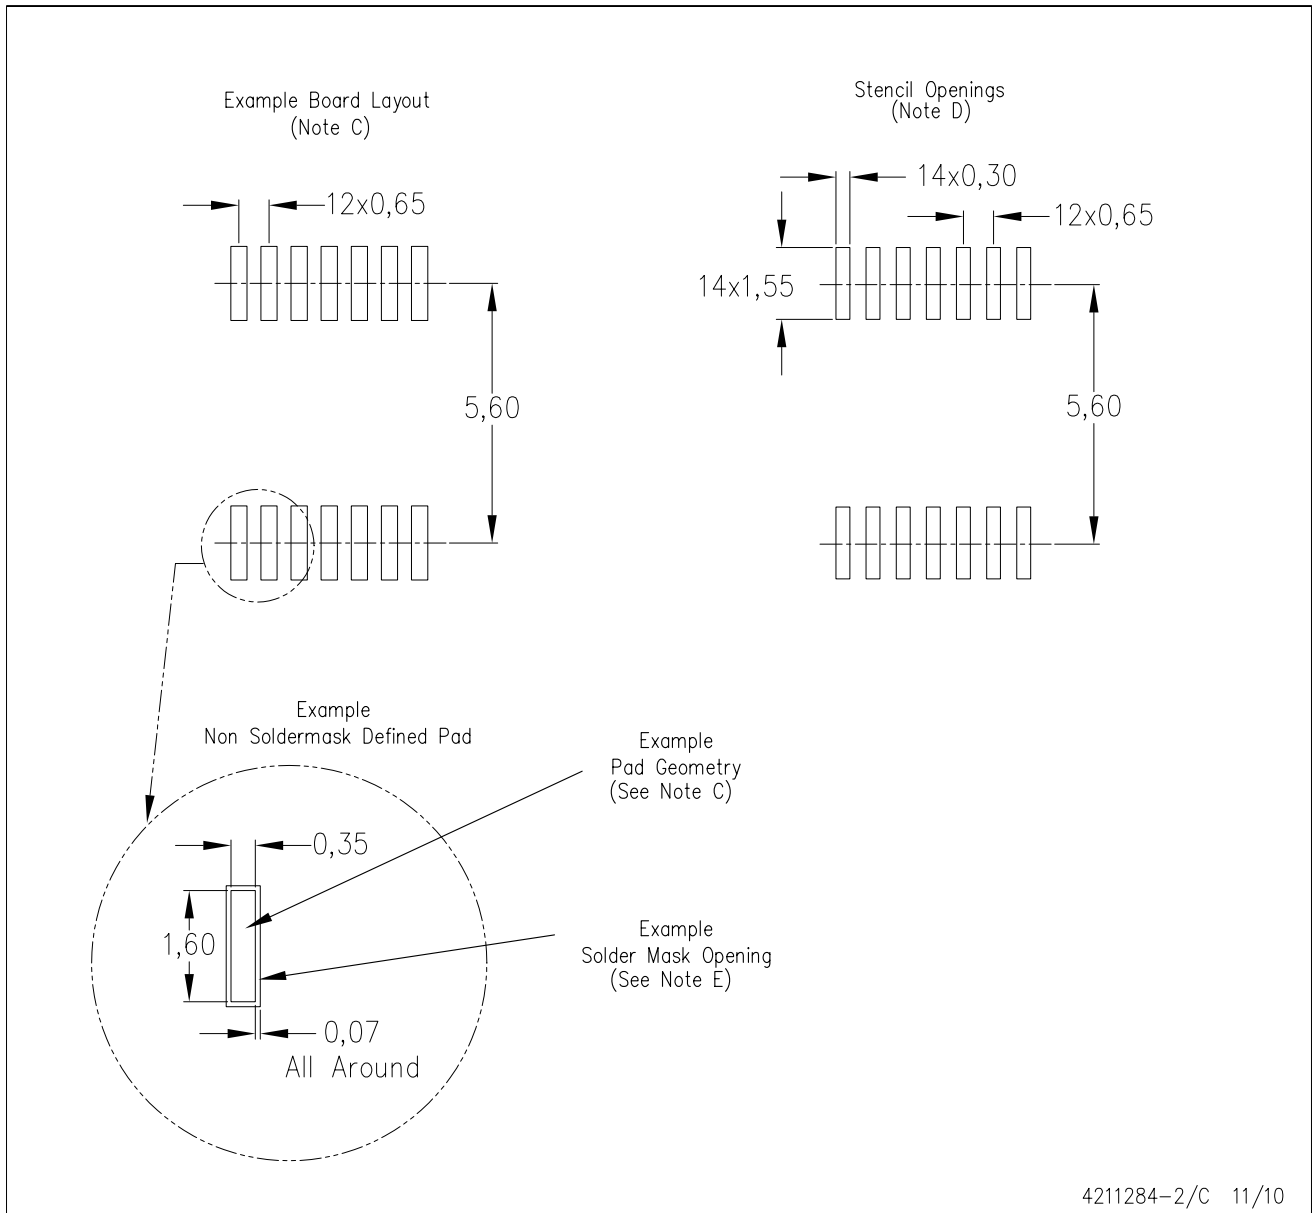 Example Board Layout
(Note C)
Stencil Openings
(Note D)
12x0,65
14x0,30
12x0,65
14x1,55
5,60
5,60
Example
Non Soldermask Defined Pad
Example
Pad Geometry
(See Note C)
0,35
1,60
Example
Solder Mask Opening
(See Note E)
0,07
All Around
4211284-2/C 11/10